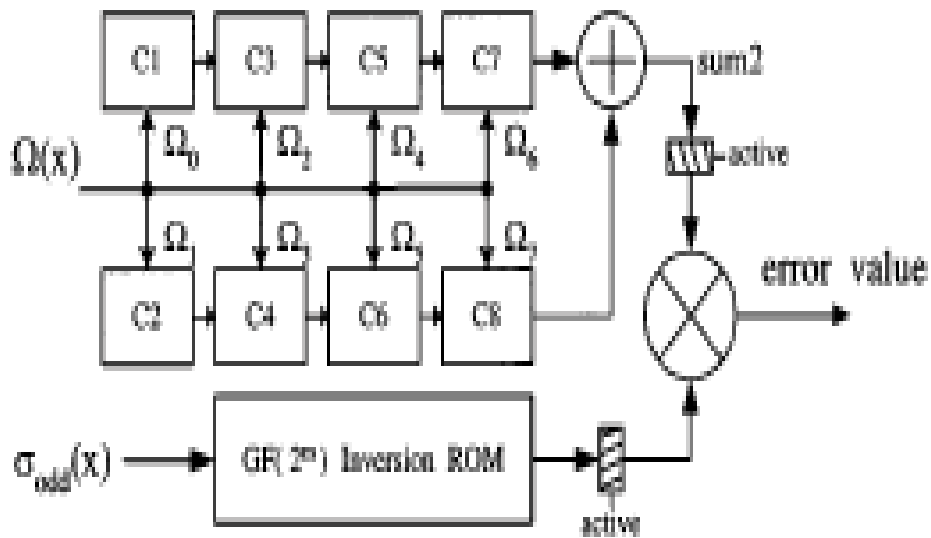 C1 C3 C5 C7 sum2
Ω(x) Ω₀ Ω₂ Ω₄ Ω₆ active
Ω₁ Ω₃ Ω₅ Ω₇ error value
C2 C4 C6 C8
σodd(x) GF(2ᵐ) Inversion ROM
active